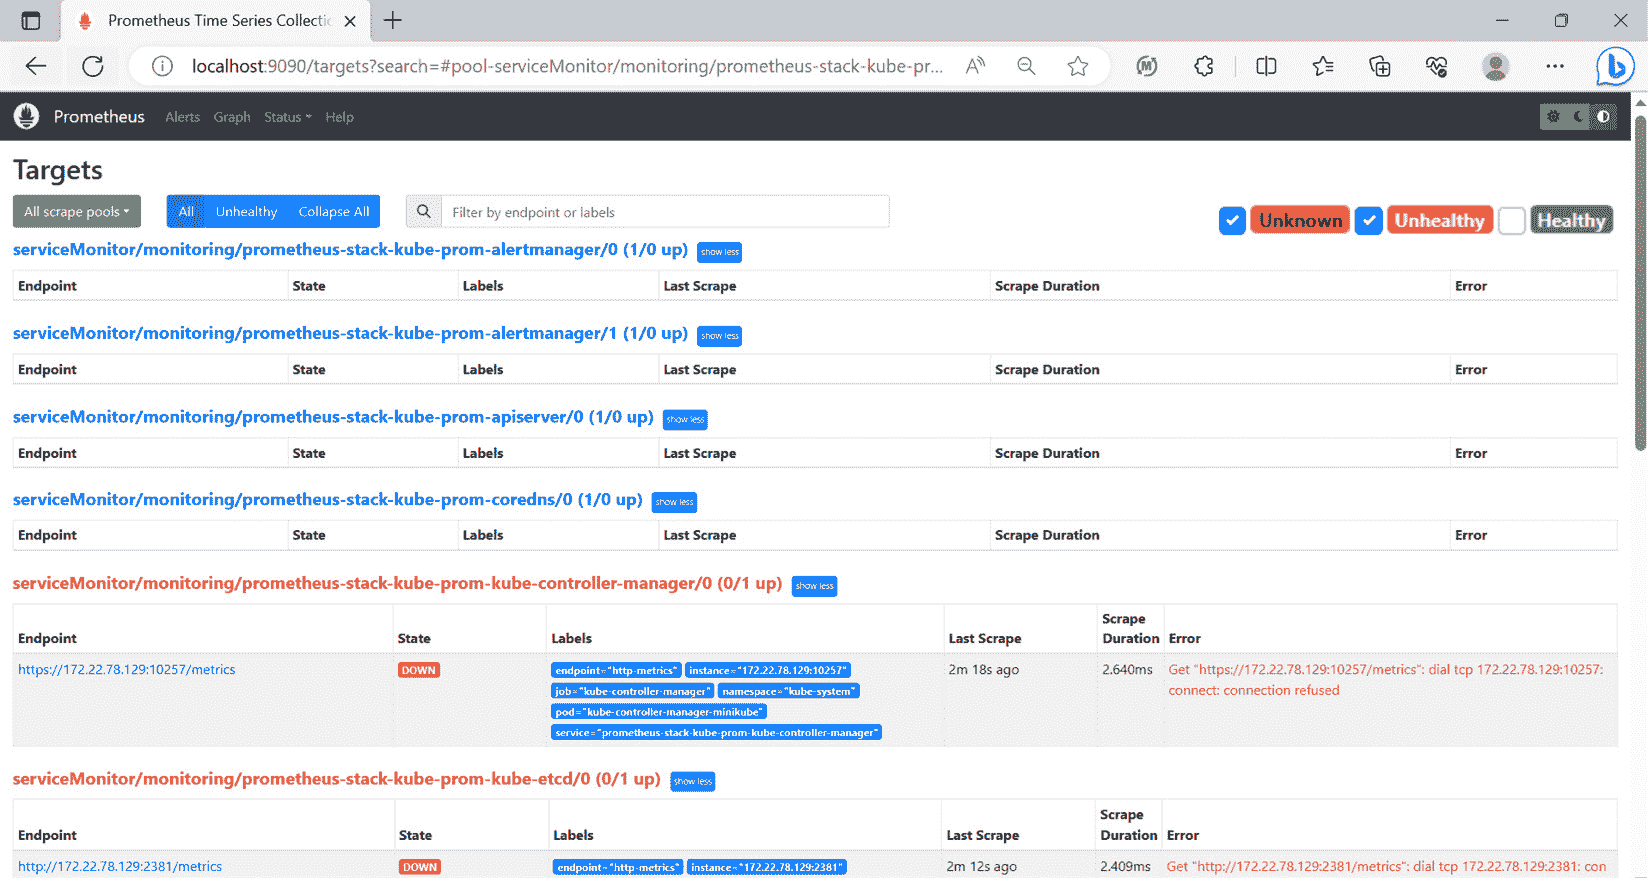 Prometheus Time Series Collectic
localhost:9090/targets?search=#pool-serviceMonitor/monitoring/prometheus-stack-kube-pr...
Prometheus Alerts Graph Status Help
Targets
All scrape pools All Unhealthy Collapse All Filter by endpoint or labels Unknown Unhealthy Healthy
serviceMonitor/monitoring/prometheus-stack-kube-prom-alertmanager/0 (1/0 up) show less
Endpoint State Labels Last Scrape Scrape Duration Error
serviceMonitor/monitoring/prometheus-stack-kube-prom-alertmanager/1 (1/0 up) show less
Endpoint State Labels Last Scrape Scrape Duration Error
serviceMonitor/monitoring/prometheus-stack-kube-prom-apiserver/0 (1/0 up) show less
Endpoint State Labels Last Scrape Scrape Duration Error
serviceMonitor/monitoring/prometheus-stack-kube-prom-coredns/0 (1/0 up) show less
Endpoint State Labels Last Scrape Scrape Duration Error
serviceMonitor/monitoring/prometheus-stack-kube-prom-kube-controller-manager/0 (0/1 up) show less
Endpoint State Labels Last Scrape Scrape Duration Error
https://172.22.78.129:10257/metrics DOWN endpoint="http-metrics" instance="172.22.78.129:10257" 2m 18s ago 2.640ms Get "https://172.22.78.129:10257/metrics": dial tcp 172.22.78.129:10257:
job="kube-controller-manager" namespace="kube-system" connect: connection refused
pod="kube-controller-manager-minikube"
service="prometheus-stack-kube-prom-kube-controller-manager"
serviceMonitor/monitoring/prometheus-stack-kube-prom-kube-etcd/0 (0/1 up) show less
Endpoint State Labels Last Scrape Scrape Duration Error
http://172.22.78.129:2381/metrics DOWN endpoint="http-metrics" instance="172.22.78.129:2381" 2m 12s ago 2.409ms Get "http://172.22.78.129:2381/metrics": dial tcp 172.22.78.129:2381: con